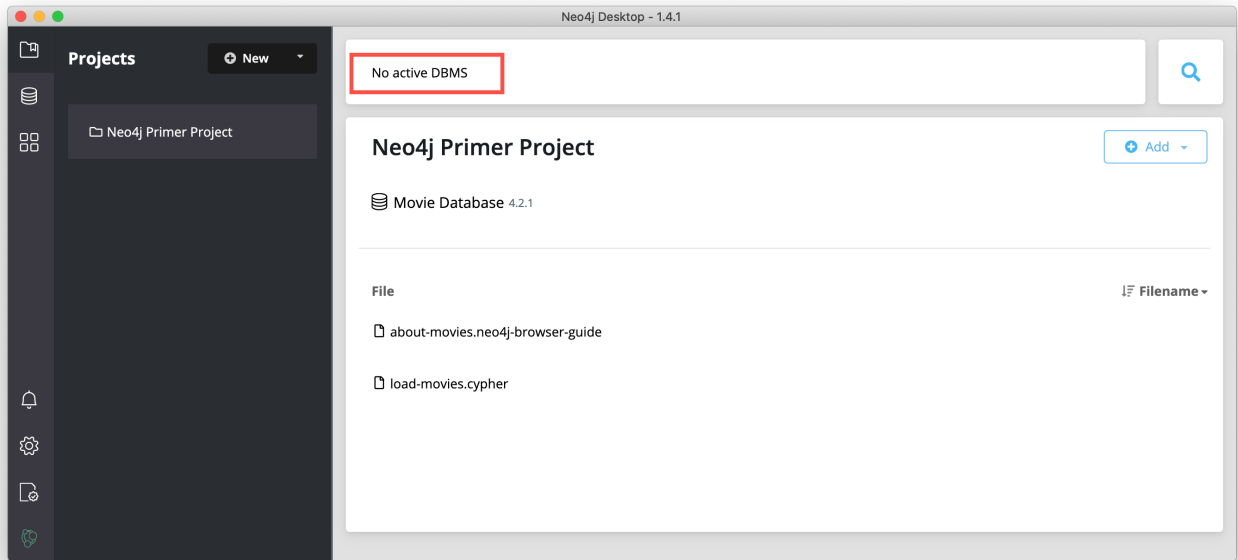 Neo4j Desktop - 1.4.1
Projects
New
Neo4j Primer Project
No active DBMS
Neo4j Primer Project
Add
Movie Database 4.2.1
File
Filename
about-movies.neo4j-browser-guide
load-movies.cypher